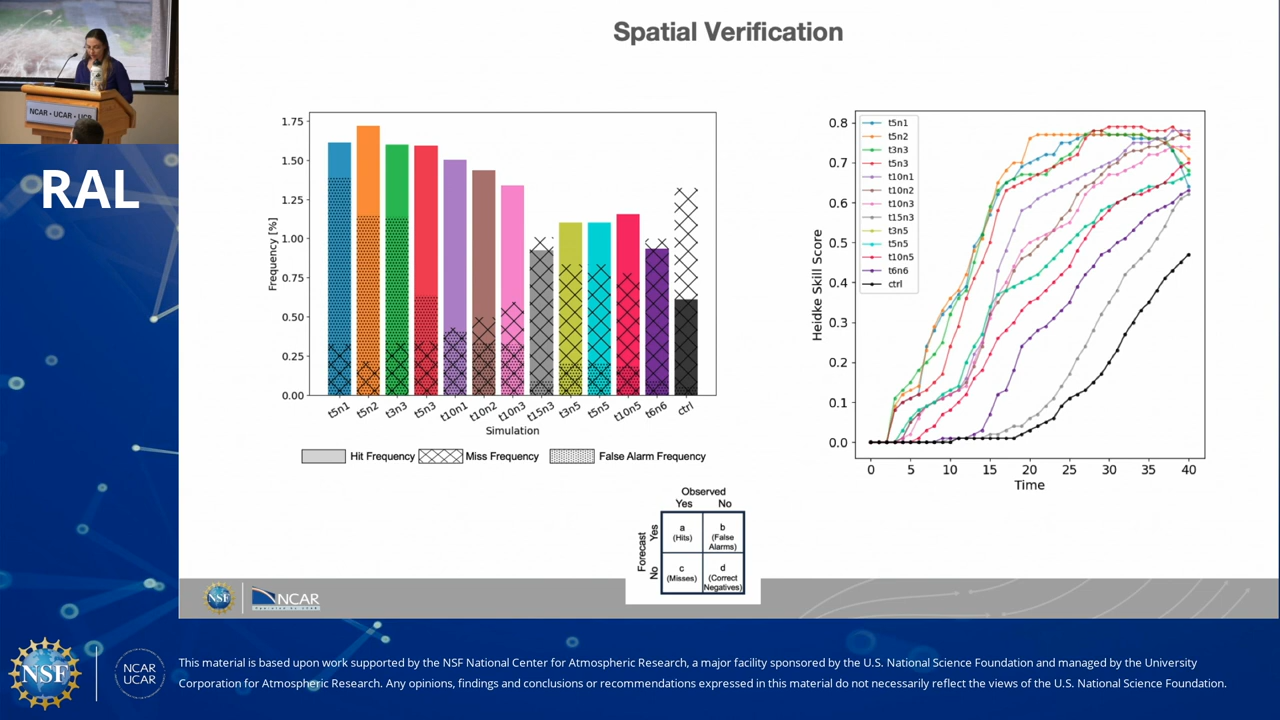 Spatial Verification
NCAR • UCAR • UCP
RAL
Frequency [%]
1.75
1.50
1.25
1.00
0.75
0.50
0.25
0.00
t5n1
t5n2
t3n3
t5n3
t10n1
t10n2
t10n3
t15n3
t3n5
t5n5
t10n5
t6n6
ctrl
Simulation
Hit Frequency
Miss Frequency
False Alarm Frequency
Heidke Skill Score
0.8
0.7
0.6
0.5
0.4
0.3
0.2
0.1
0.0
t5n1
t5n2
t3n3
t5n3
t10n1
t10n2
t10n3
t15n3
t3n5
t5n5
t10n5
t6n6
ctrl
0 5 10 15 20 25 30 35 40
Time
Observed
Yes No
Forecast
Yes
No
a
(Hits)
b
(False
Alarms)
c
(Misses)
d
(Correct
Negatives)
NSF
NCAR
NSF
NCAR
UCAR
This material is based upon work supported by the NSF National Center for Atmospheric Research, a major facility sponsored by the U.S. National Science Foundation and managed by the University
Corporation for Atmospheric Research. Any opinions, findings and conclusions or recommendations expressed in this material do not necessarily reflect the views of the U.S. National Science Foundation.